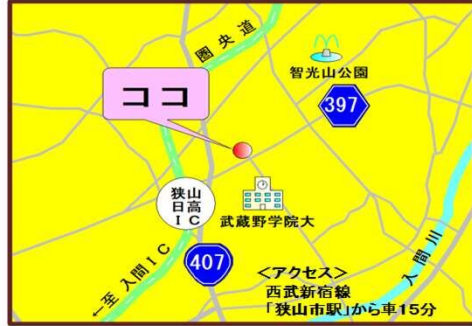 圏央道
智光山公園
397
ココ
狭山
日高
IC
武蔵野学院大
407
←至 入間IC
入間川
<アクセス>
西武新宿線
「狭山市駅」から車15分